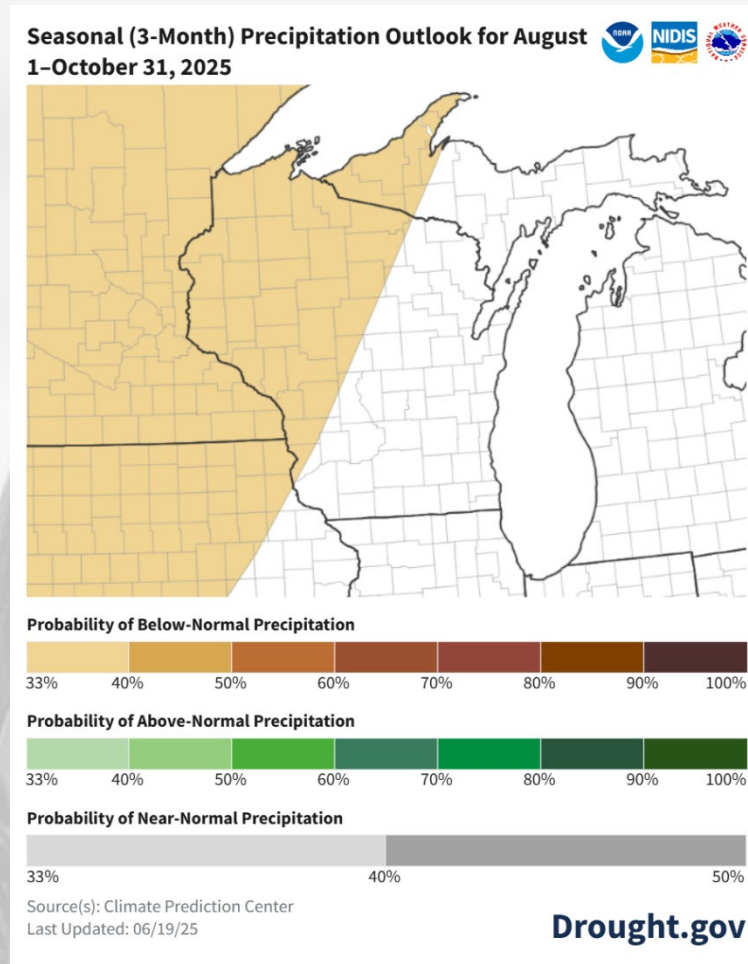 Seasonal (3-Month) Precipitation Outlook for August
1–October 31, 2025
NOAA
NIDIS
Probability of Below-Normal Precipitation
33% 40% 50% 60% 70% 80% 90% 100%
Probability of Above-Normal Precipitation
33% 40% 50% 60% 70% 80% 90% 100%
Probability of Near-Normal Precipitation
33% 40% 50%
Source(s): Climate Prediction Center
Last Updated: 06/19/25
Drought.gov